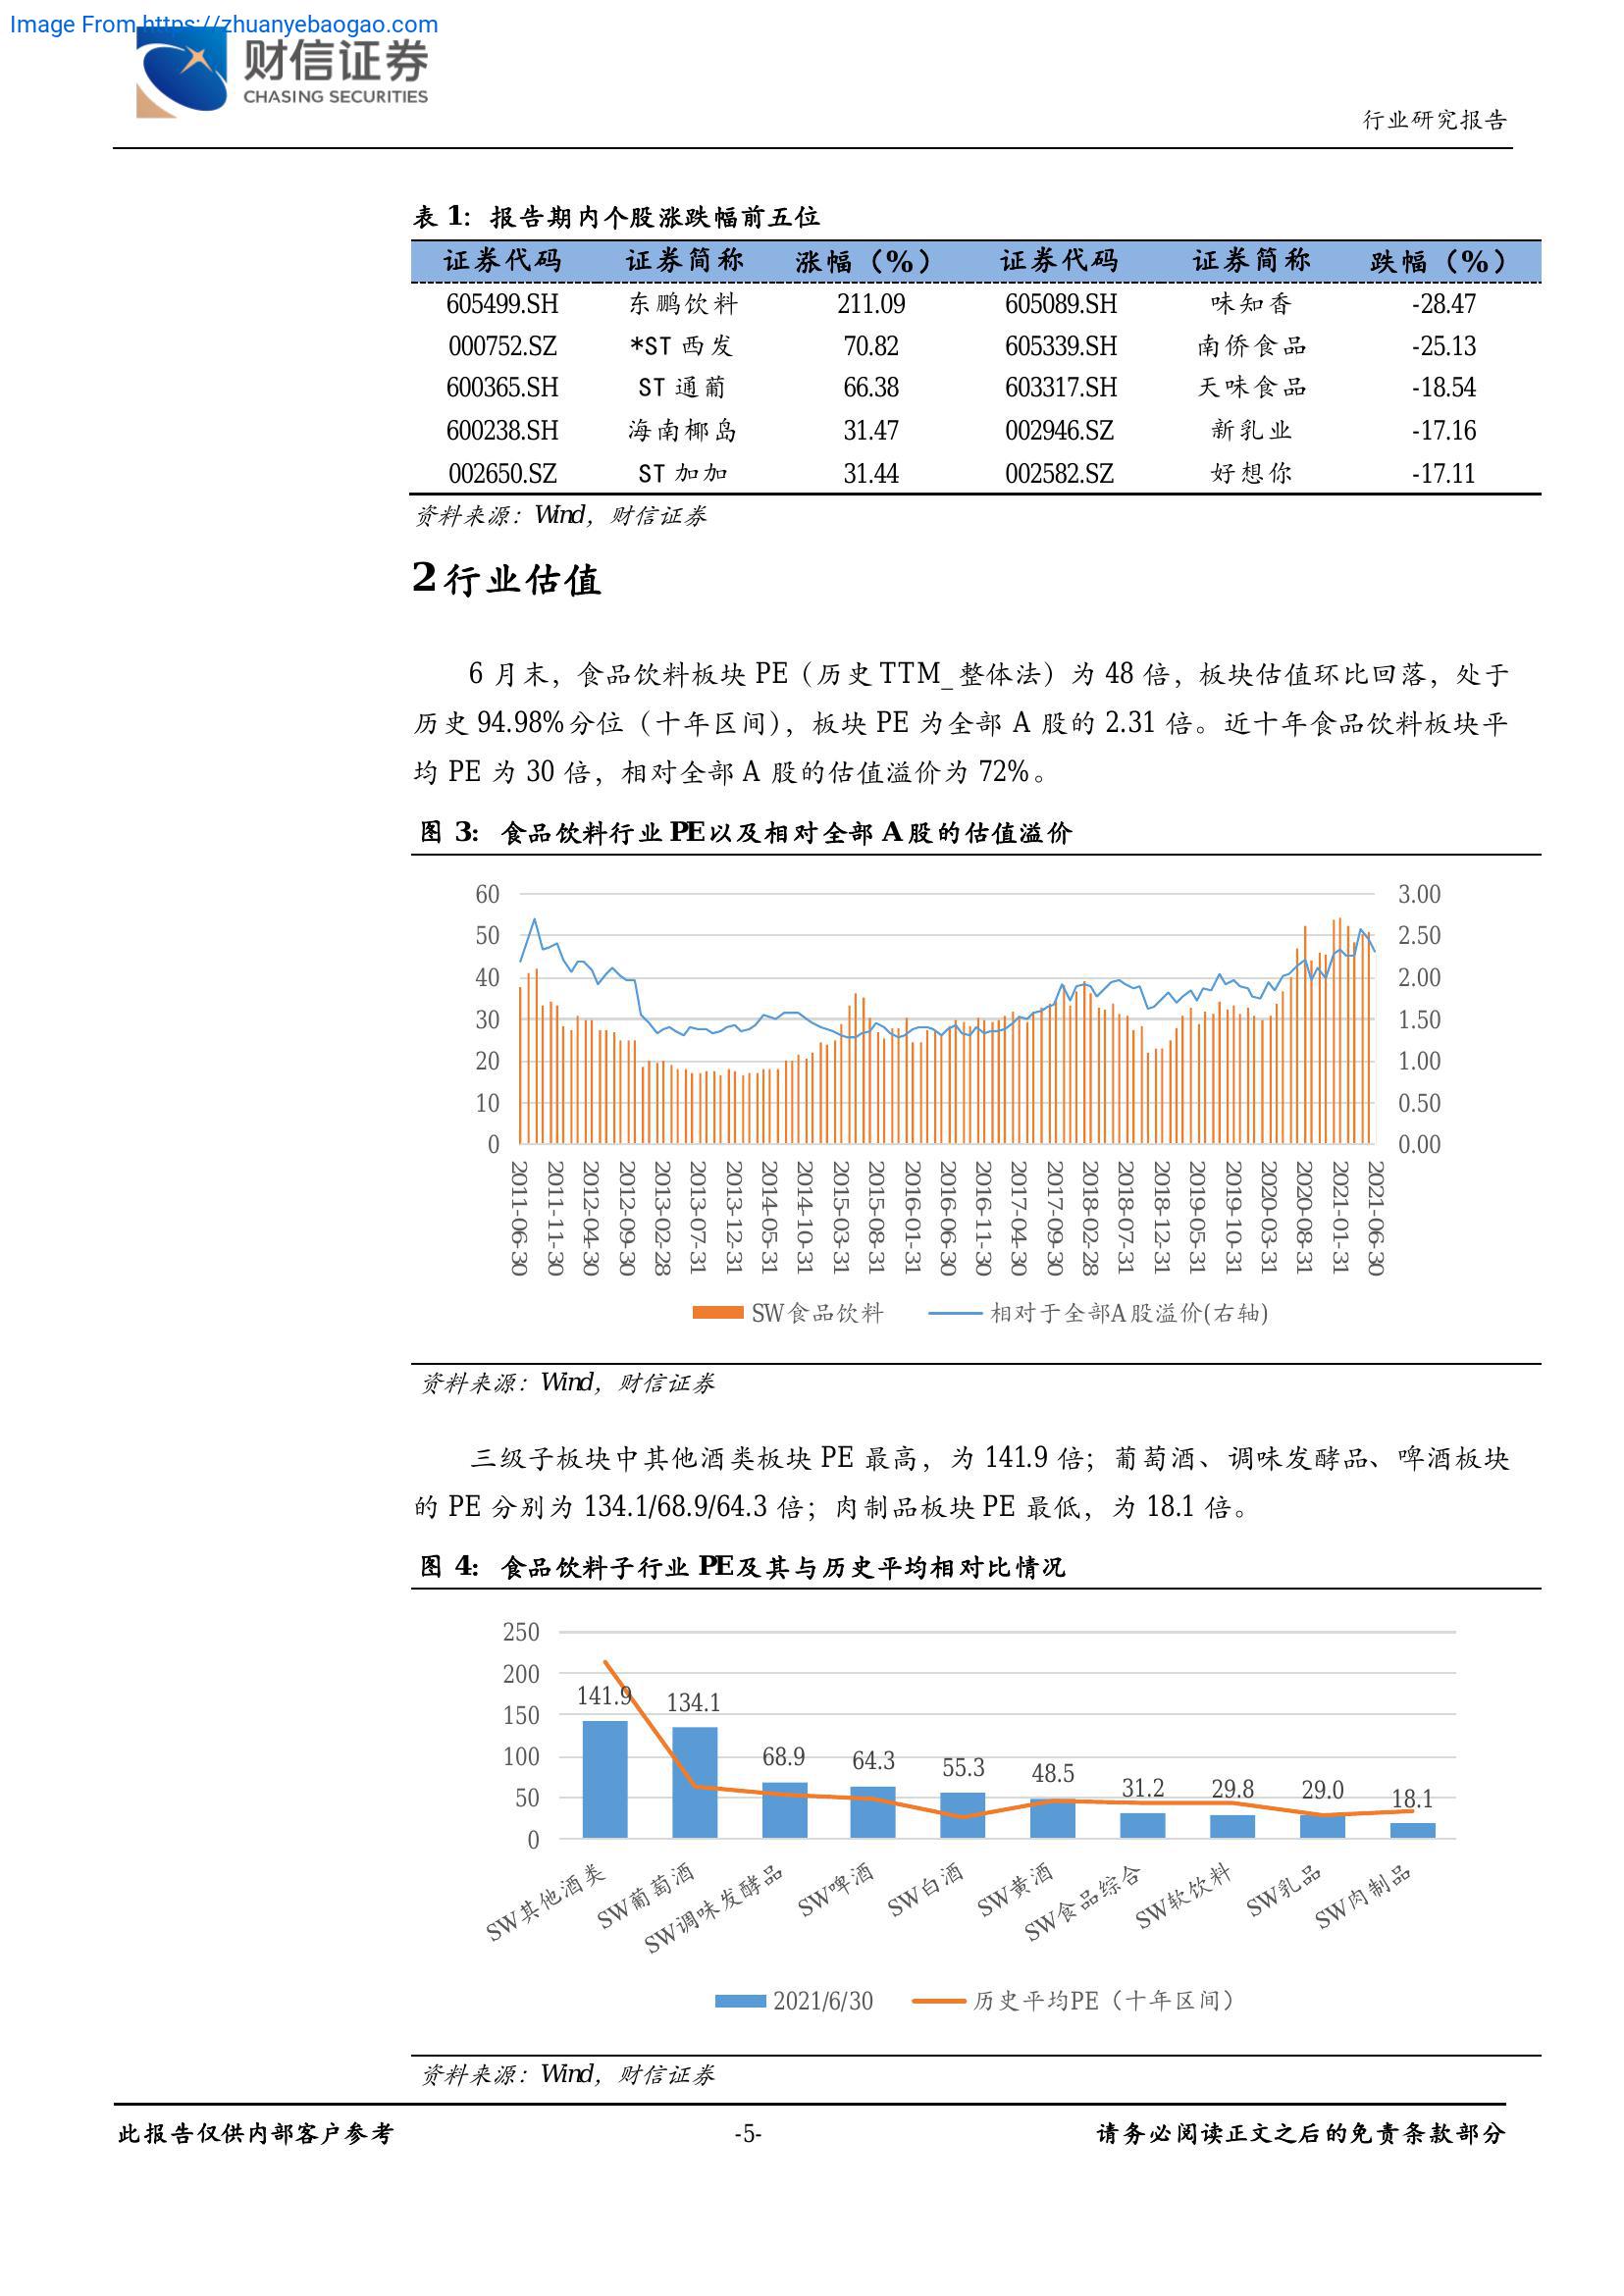 Image From https://zhuanyebaogao.com
财信证券
CHASING SECURITIES
行业研究报告
表 1：报告期内个股涨跌幅前五位
证券代码 证券简称 涨幅（%） 证券代码 证券简称 跌幅（%）
605499.SH 东鹏饮料 211.09 605089.SH 味知香 -28.47
000752.SZ *ST 西发 70.82 605339.SH 南侨食品 -25.13
600365.SH ST 通葡 66.38 603317.SH 天味食品 -18.54
600238.SH 海南椰岛 31.47 002946.SZ 新乳业 -17.16
002650.SZ ST 加加 31.44 002582.SZ 好想你 -17.11
资料来源：Wind，财信证券
2 行业估值
6 月末，食品饮料板块 PE（历史 TTM_整体法）为 48 倍，板块估值环比回落，处于
历史 94.98%分位（十年区间），板块 PE 为全部 A 股的 2.31 倍。近十年食品饮料板块平
均 PE 为 30 倍，相对全部 A 股的估值溢价为 72%。
图 3：食品饮料行业 PE 以及相对全部 A 股的估值溢价
60 3.00
50 2.50
40 2.00
30 1.50
20 1.00
10 0.50
0 0.00
2011-06-30 2011-11-30 2012-04-30 2012-09-30 2013-02-28 2013-07-31 2013-12-31 2014-05-31 2014-10-31 2015-03-31 2015-08-31 2016-01-31 2016-06-30 2016-11-30 2017-04-30 2017-09-30 2018-02-28 2018-07-31 2018-12-31 2019-05-31 2019-10-31 2020-03-31 2020-08-31 2021-01-31 2021-06-30
SW食品饮料 相对于全部A股溢价(右轴)
资料来源：Wind，财信证券
三级子板块中其他酒类板块 PE 最高，为 141.9 倍；葡萄酒、调味发酵品、啤酒板块
的 PE 分别为 134.1/68.9/64.3 倍；肉制品板块 PE 最低，为 18.1 倍。
图 4：食品饮料子行业 PE 及其与历史平均相对比情况
250
200
150
100
50
0
141.9 134.1 68.9 64.3 55.3 48.5 31.2 29.8 29.0 18.1
SW其他酒类 SW葡萄酒 SW调味发酵品 SW啤酒 SW白酒 SW黄酒 SW食品综合 SW软饮料 SW乳品 SW肉制品
2021/6/30 历史平均PE（十年区间）
资料来源：Wind，财信证券
此报告仅供内部客户参考 -5- 请务必阅读正文之后的免责条款部分